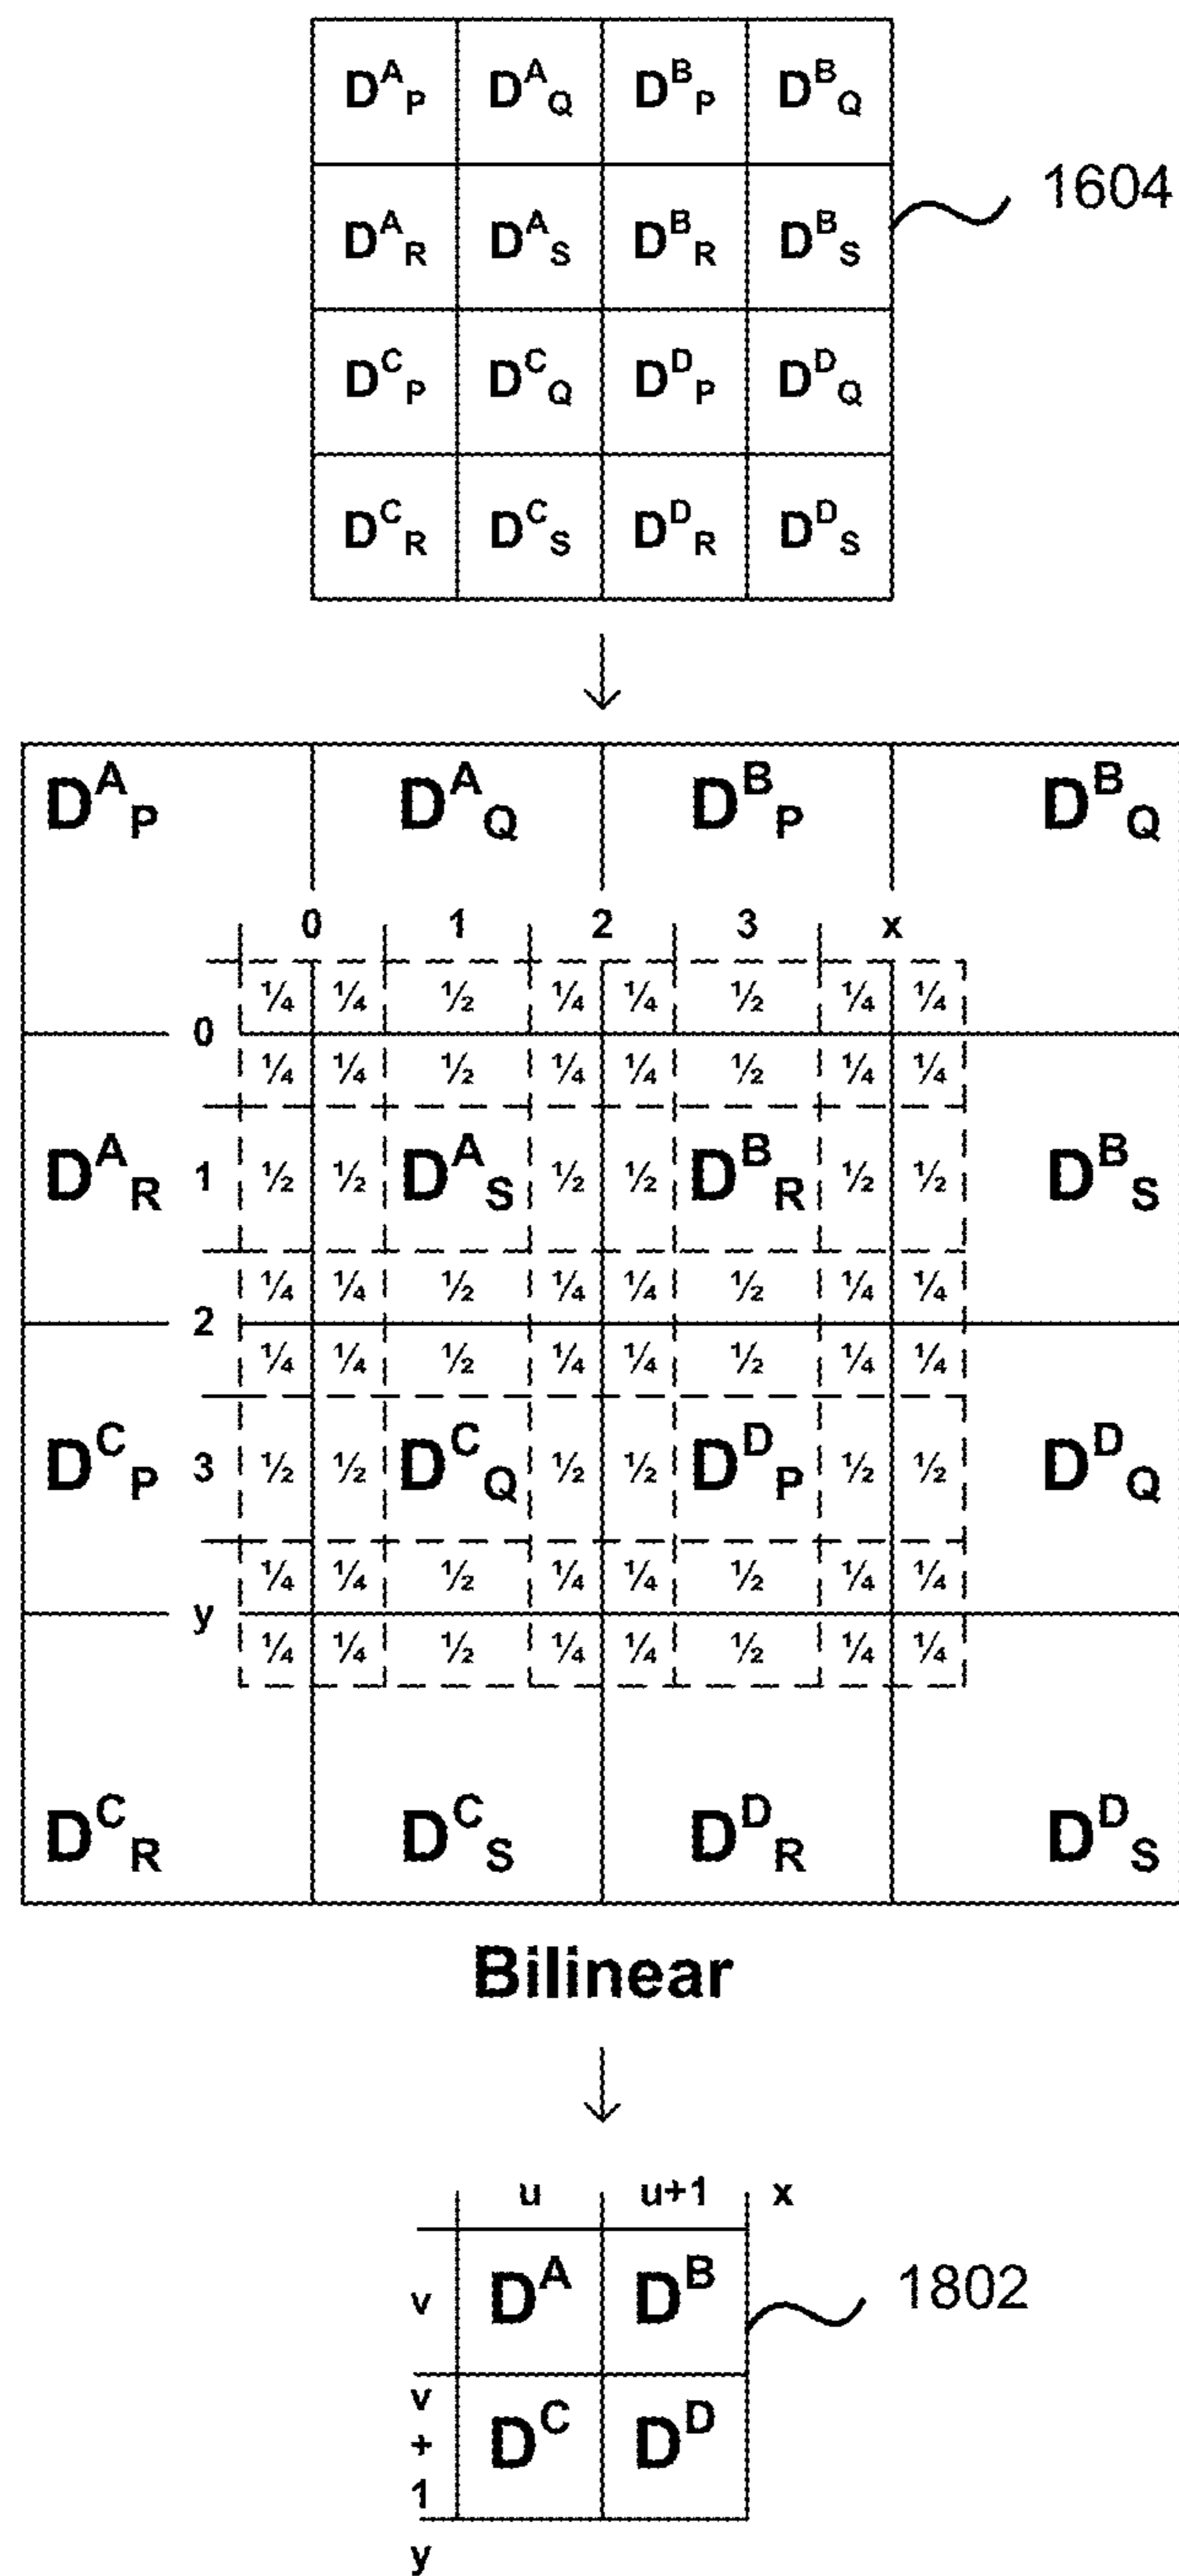 D^A_P D^A_Q D^B_P D^B_Q
1604
D^A_R D^A_S D^B_R D^B_S
D^C_P D^C_Q D^D_P D^D_Q
D^C_R D^C_S D^D_R D^D_S
D^A_P D^A_Q D^B_P D^B_Q
0 1 2 3 x
¼ ¼ ½ ¼ ¼ ½ ¼ ¼
0
¼ ¼ ½ ¼ ¼ ½ ¼ ¼
D^A_R 1 ½ ½ D^A_S ½ ½ D^B_R ½ ½ D^B_S
¼ ¼ ½ ¼ ¼ ½ ¼ ¼
2
¼ ¼ ½ ¼ ¼ ½ ¼ ¼
D^C_P 3 ½ ½ D^C_Q ½ ½ D^D_P ½ ½ D^D_Q
¼ ¼ ½ ¼ ¼ ½ ¼ ¼
y
¼ ¼ ½ ¼ ¼ ½ ¼ ¼
D^C_R D^C_S D^D_R D^D_S
Bilinear
u u+1 x
v D^A D^B
1802
v
+
1
D^C D^D
y